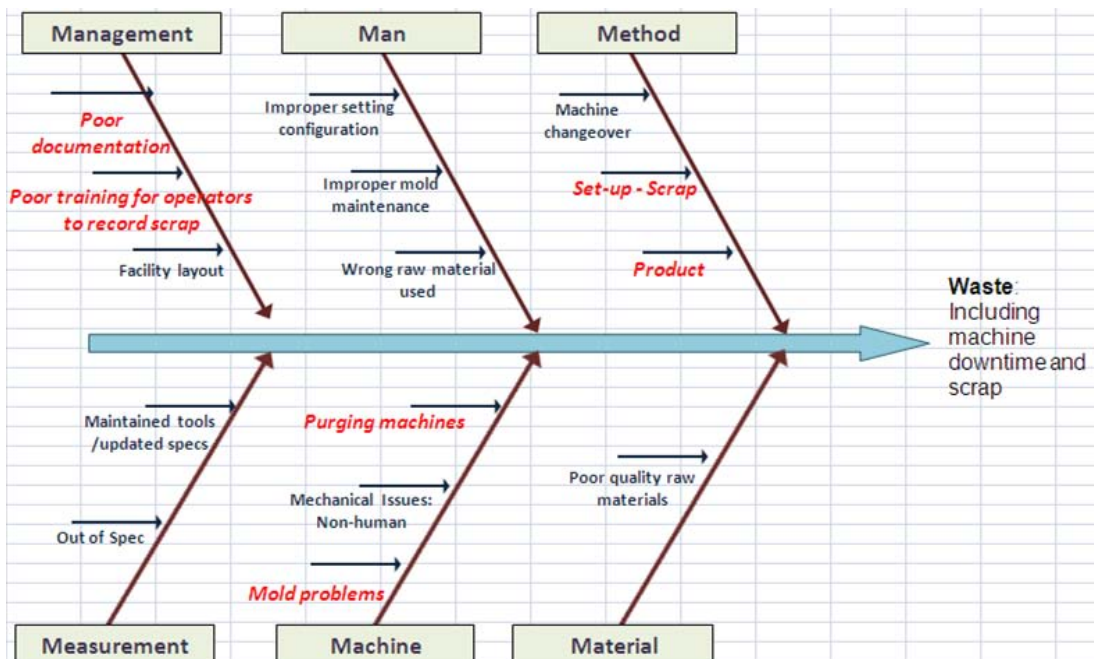 Management
Man
Method
Poor
documentation
Poor training for operators
to record scrap
Facility layout
Improper setting
configuration
Improper mold
maintenance
Wrong raw material
used
Machine
changeover
Set-up - Scrap
Product
Waste:
Including
machine
downtime and
scrap
Maintained tools
/updated specs
Out of Spec
Purging machines
Mechanical Issues:
Non-human
Mold problems
Poor quality raw
materials
Measurement
Machine
Material